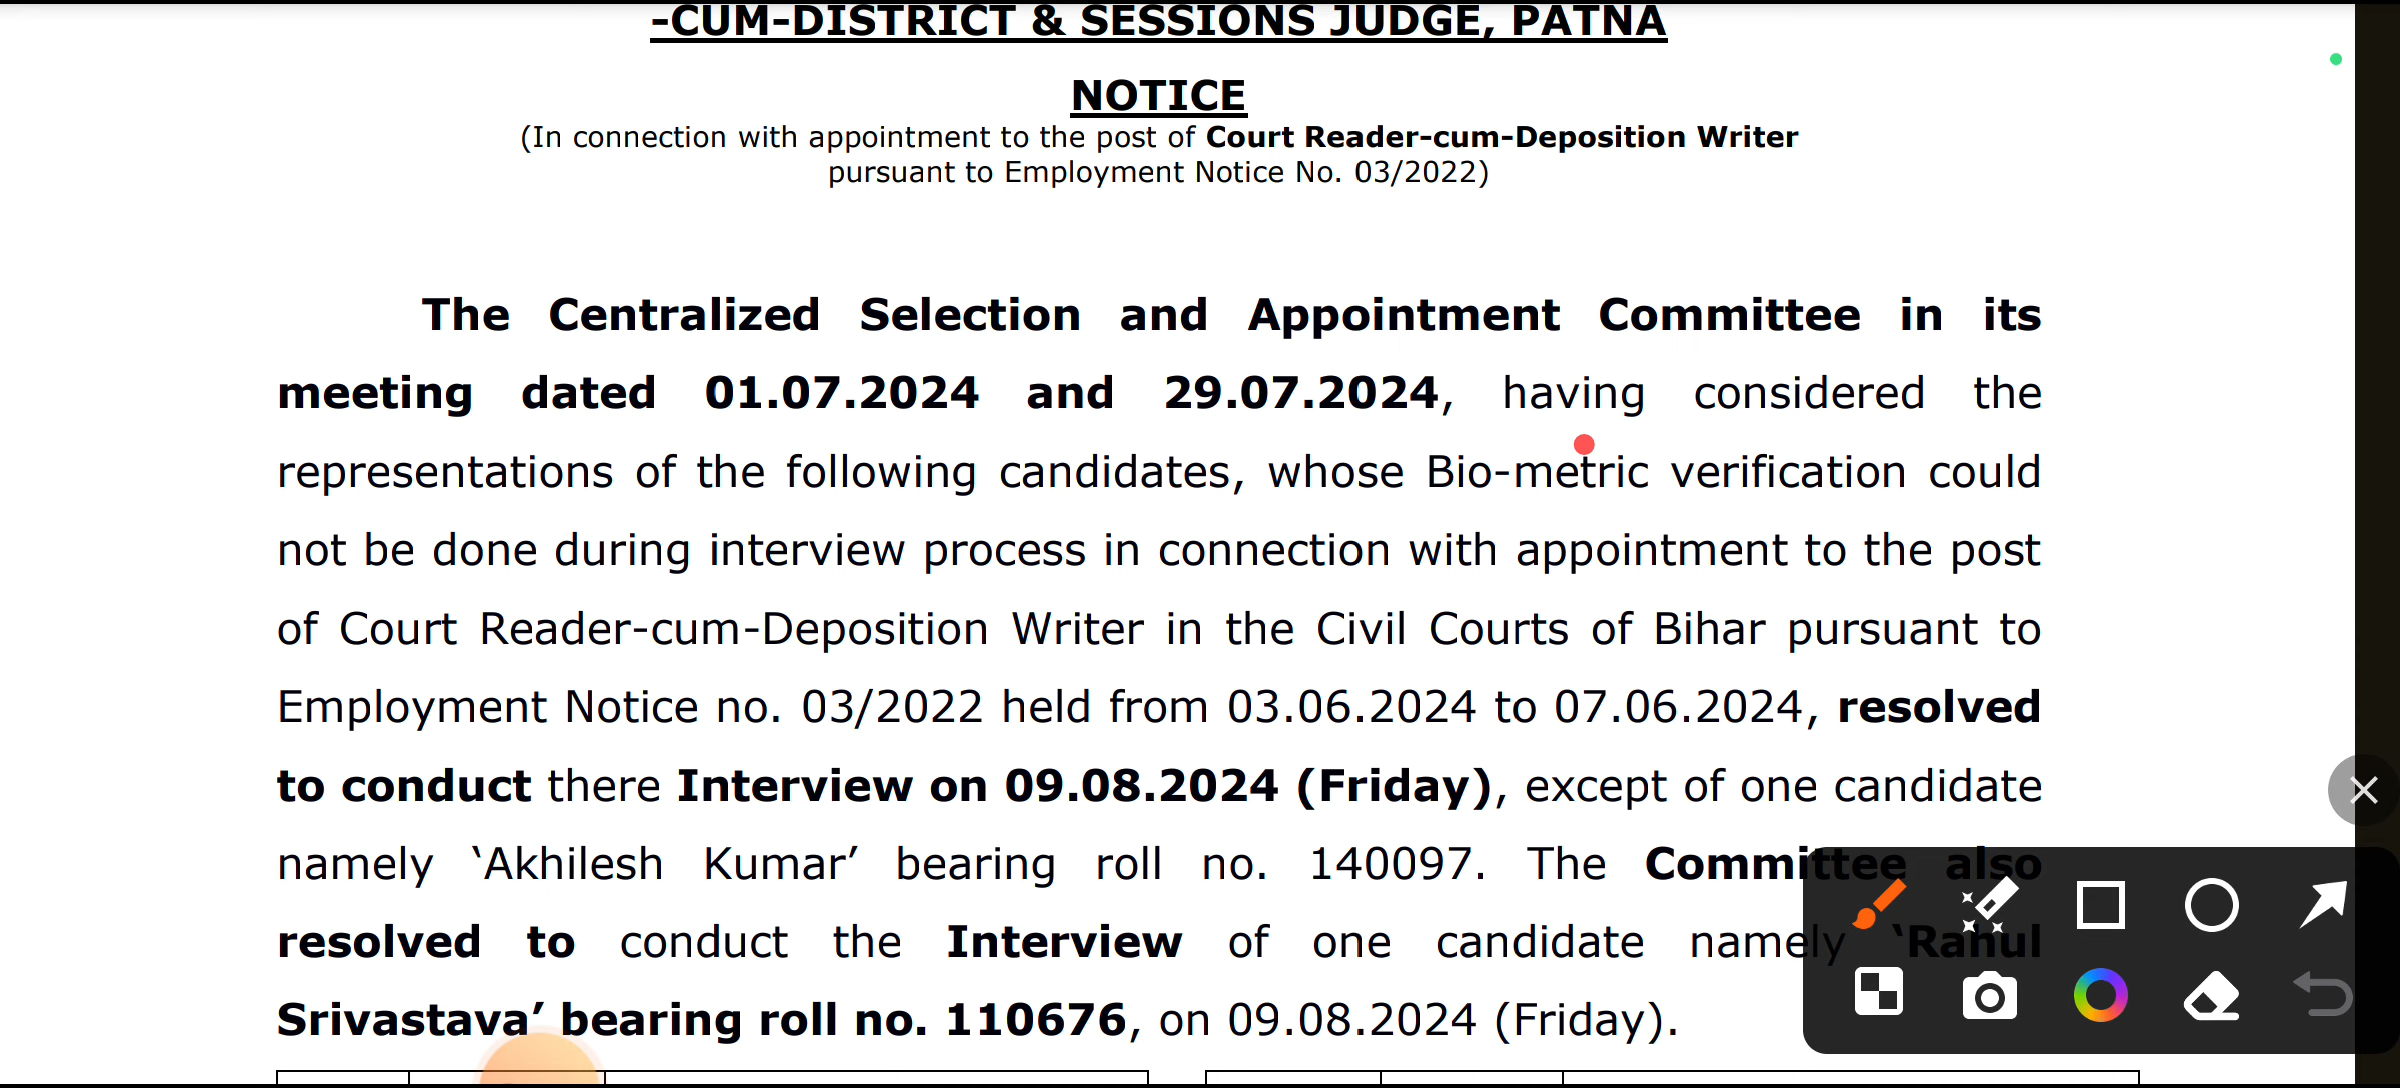 -CUM-DISTRICT & SESSIONS JUDGE, PATNA
NOTICE
(In connection with appointment to the post of Court Reader-cum-Deposition Writer
pursuant to Employment Notice No. 03/2022)
The Centralized Selection and Appointment Committee in its
meeting dated 01.07.2024 and 29.07.2024, having considered the
representations of the following candidates, whose Bio-metric verification could
not be done during interview process in connection with appointment to the post
of Court Reader-cum-Deposition Writer in the Civil Courts of Bihar pursuant to
Employment Notice no. 03/2022 held from 03.06.2024 to 07.06.2024, resolved
to conduct there Interview on 09.08.2024 (Friday), except of one candidate
namely ‘Akhilesh Kumar’ bearing roll no. 140097. The Committee also
resolved to conduct the Interview of one candidate namely ‘Rahul
Srivastava’ bearing roll no. 110676, on 09.08.2024 (Friday).